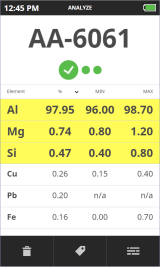 12:45 PM ANALYZE
AA-6061
Element % MIN MAX
Al 97.95 96.00 98.70
Mg 0.74 0.80 1.20
Si 0.47 0.40 0.80
Cu 0.26 0.15 0.40
Pb 0.20 n/a n/a
Fe 0.16 0.00 0.70